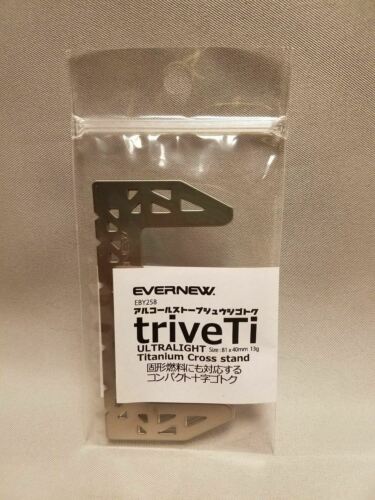 EVERNEW.
EBY258
アルコールストーブジュウジゴトク
triveTi
ULTRALIGHT Size : 81 x 40mm 13g
Titanium Cross stand
固形燃料にも対応する
コンパクト十字ゴトク